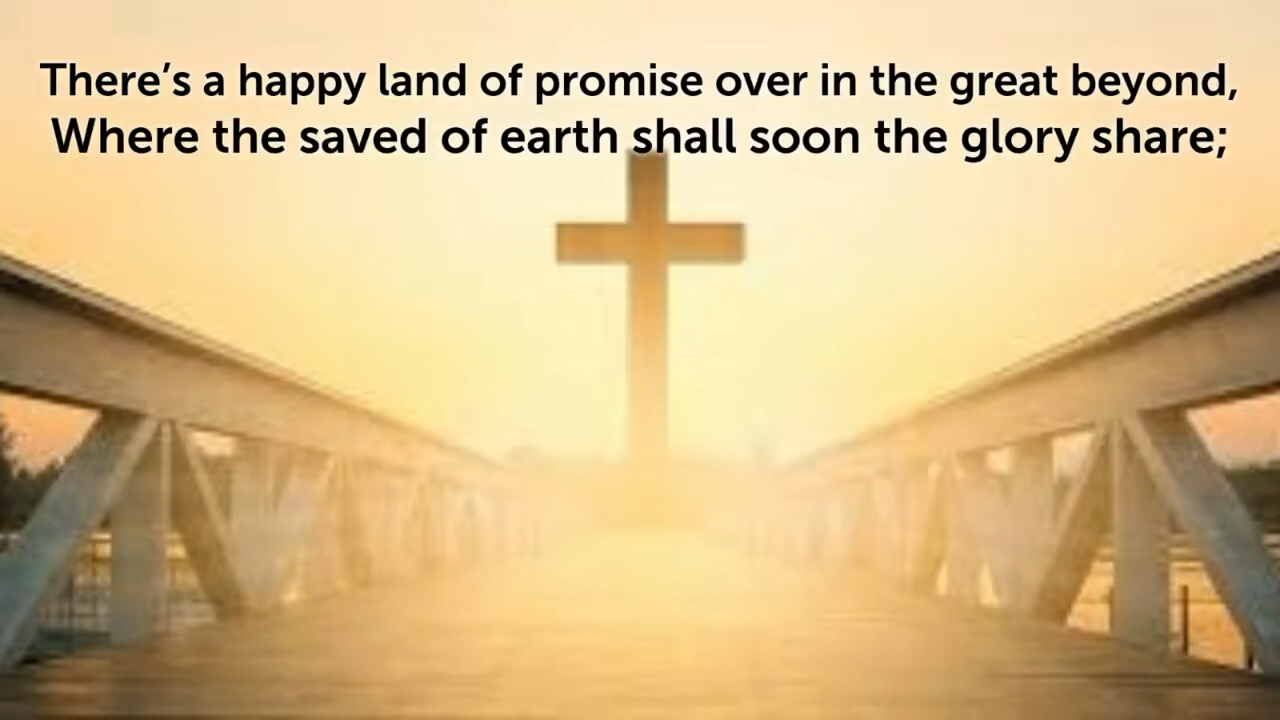 There’s a happy land of promise over in the great beyond,
Where the saved of earth shall soon the glory share;